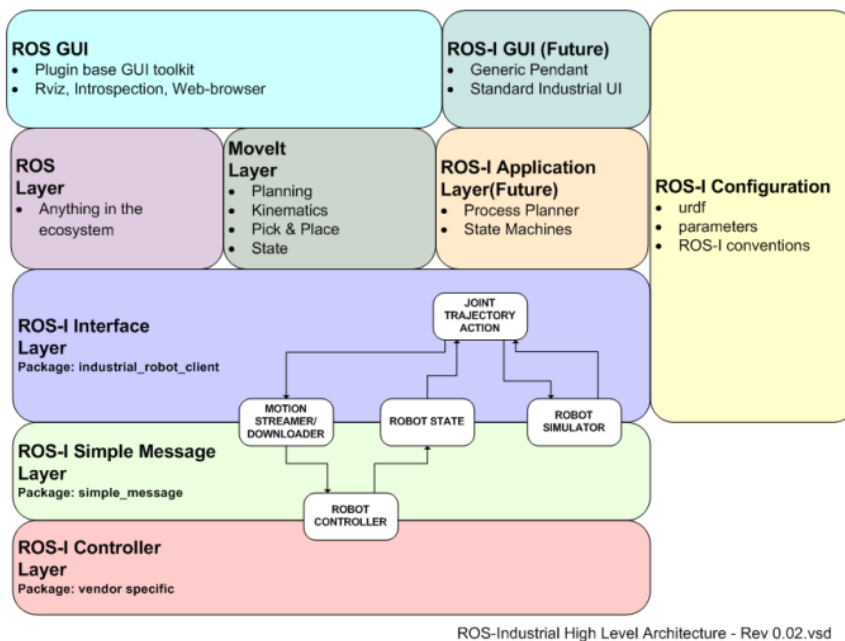 ROS GUI
• Plugin base GUI toolkit
• Rviz, Introspection, Web-browser
ROS-I GUI (Future)
• Generic Pendant
• Standard Industrial UI
ROS
Layer
• Anything in the
ecosystem
MoveIt
Layer
• Planning
• Kinematics
• Pick & Place
• State
ROS-I Application
Layer(Future)
• Process Planner
• State Machines
ROS-I Configuration
• urdf
• parameters
• ROS-I conventions
ROS-I Interface
Layer
Package: industrial_robot_client
JOINT
TRAJECTORY
ACTION
MOTION
STREAMER/
DOWNLOADER
ROBOT STATE
ROBOT
SIMULATOR
ROS-I Simple Message
Layer
Package: simple_message
ROBOT
CONTROLLER
ROS-I Controller
Layer
Package: vendor specific
ROS-Industrial High Level Architecture - Rev 0.02.vsd